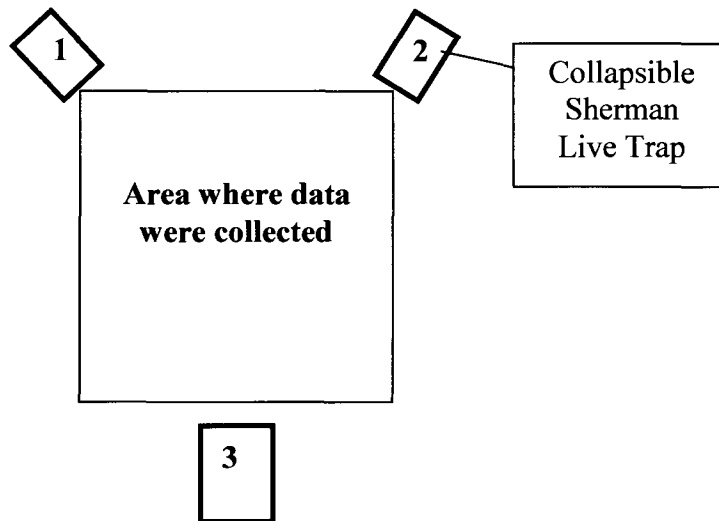 1
2
Collapsible
Sherman
Live Trap
Area where data
were collected
3